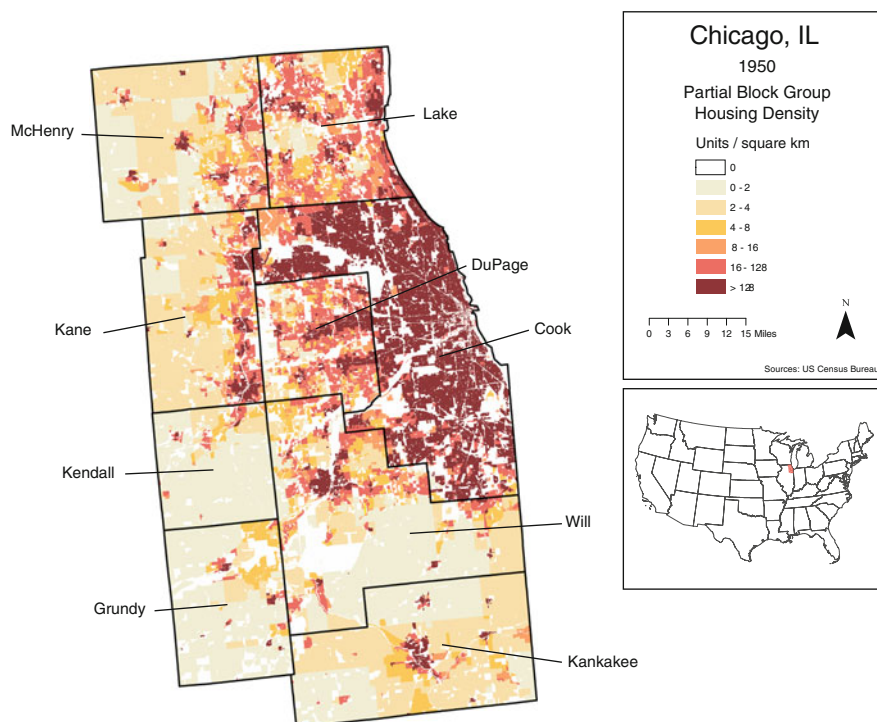 Chicago, IL
1950
Partial Block Group
Housing Density
Units / square km
0
0 - 2
2 - 4
4 - 8
8 - 16
16 - 128
> 128
N
0 3 6 9 12 15 Miles
Sources: US Census Bureau
McHenry
Lake
DuPage
Kane
Cook
Kendall
Will
Grundy
Kankakee